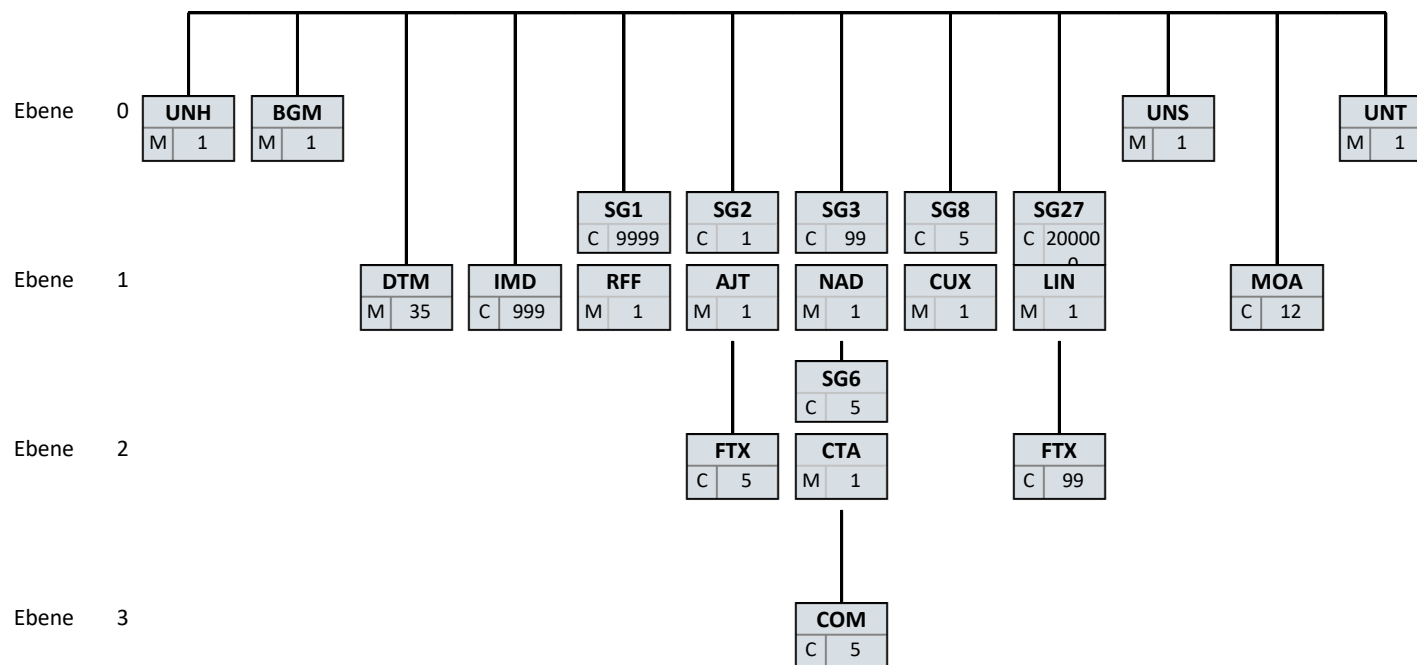 Ebene 0 UNH BGM UNS UNT
M 1 M 1 M 1 M 1
SG1 SG2 SG3 SG8 SG27
C 9999 C 1 C 99 C 5 C 20000
0
Ebene 1 DTM IMD RFF AJT NAD CUX LIN MOA
M 35 C 999 M 1 M 1 M 1 M 1 M 1 C 12
SG6
C 5
Ebene 2 FTX CTA FTX
C 5 M 1 C 99
Ebene 3 COM
C 5